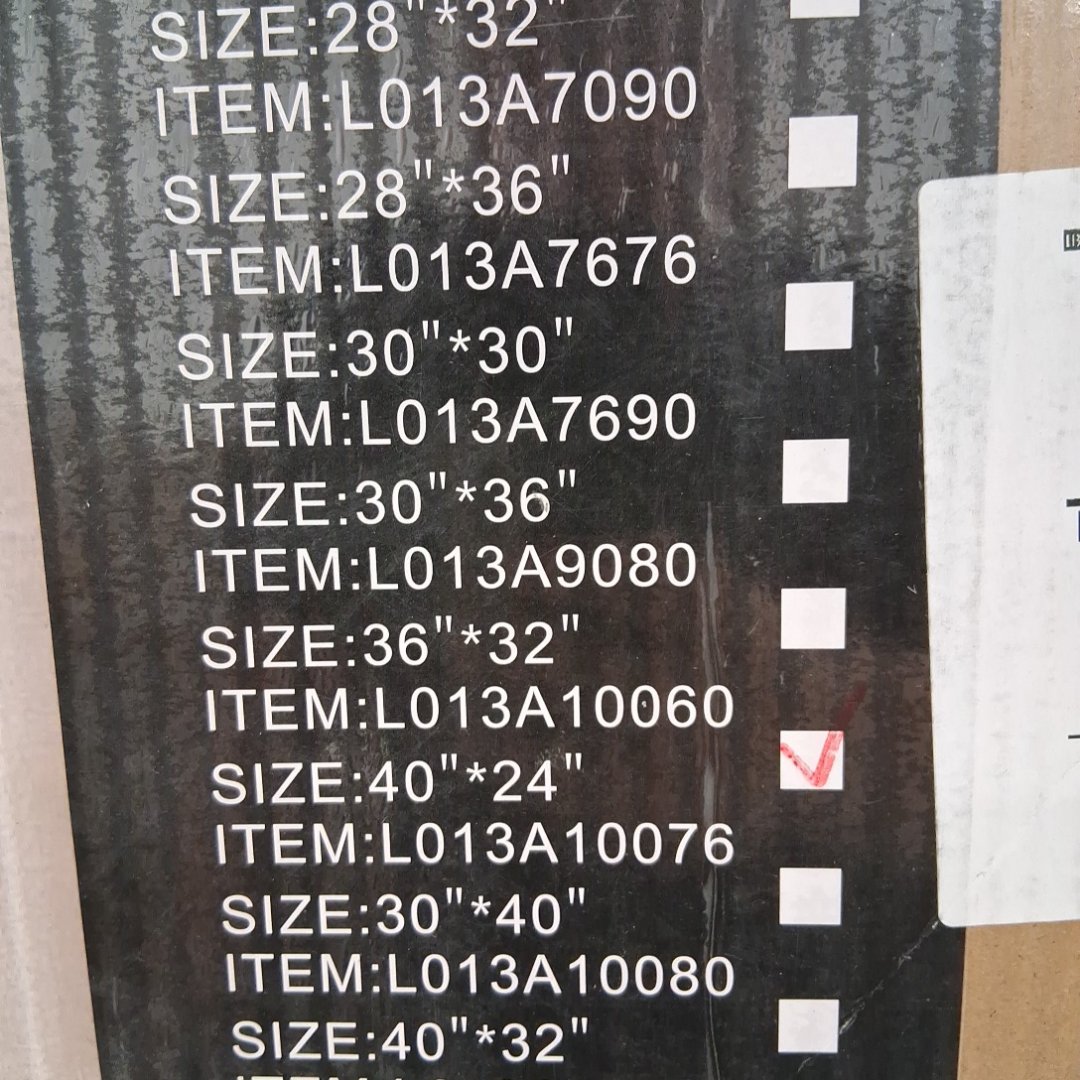 SIZE:28"*32"
ITEM:L013A7090
SIZE:28"*36"
ITEM:L013A7676
SIZE:30"*30"
ITEM:L013A7690
SIZE:30"*36"
ITEM:L013A9080
SIZE:36"*32"
ITEM:L013A10060
SIZE:40"*24"
ITEM:L013A10076
SIZE:30"*40"
ITEM:L013A10080
SIZE:40"*32"